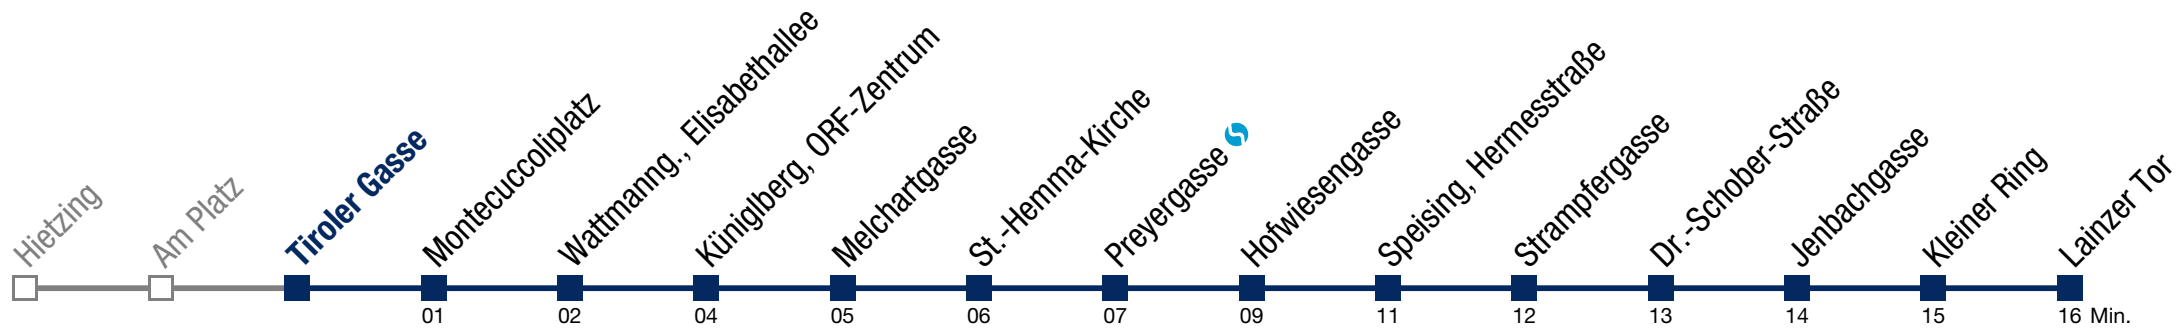 Hietzing
Am Platz
Tiroler Gasse
Montecuccoliplatz
Wattmanng., Elisabethallee
Küniglberg, ORF-Zentrum
Melchartgasse
St.-Hemma-Kirche
Preyergasse
Hofwiesengasse
Speising, Hermesstraße
Strampfergasse
Dr.-Schober-Straße
Jenbachgasse
Kleiner Ring
Lainzer Tor
01 02 04 05 06 07 09 11 12 13 14 15 16 Min.